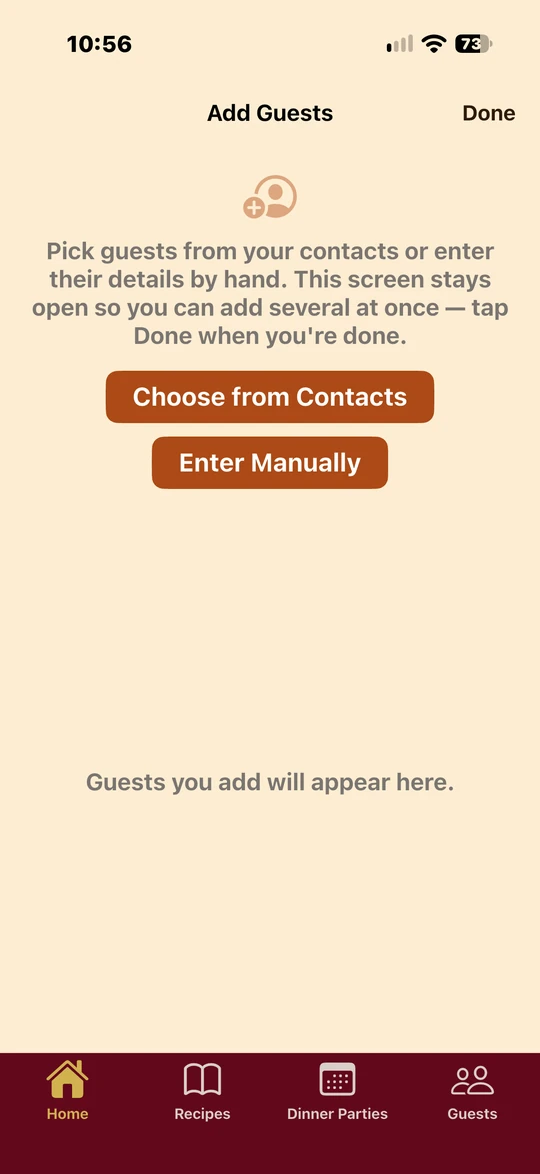 10:56
73
Add Guests
Done
Pick guests from your contacts or enter
their details by hand. This screen stays
open so you can add several at once — tap
Done when you're done.
Choose from Contacts
Enter Manually
Guests you add will appear here.
Home
Recipes
Dinner Parties
Guests